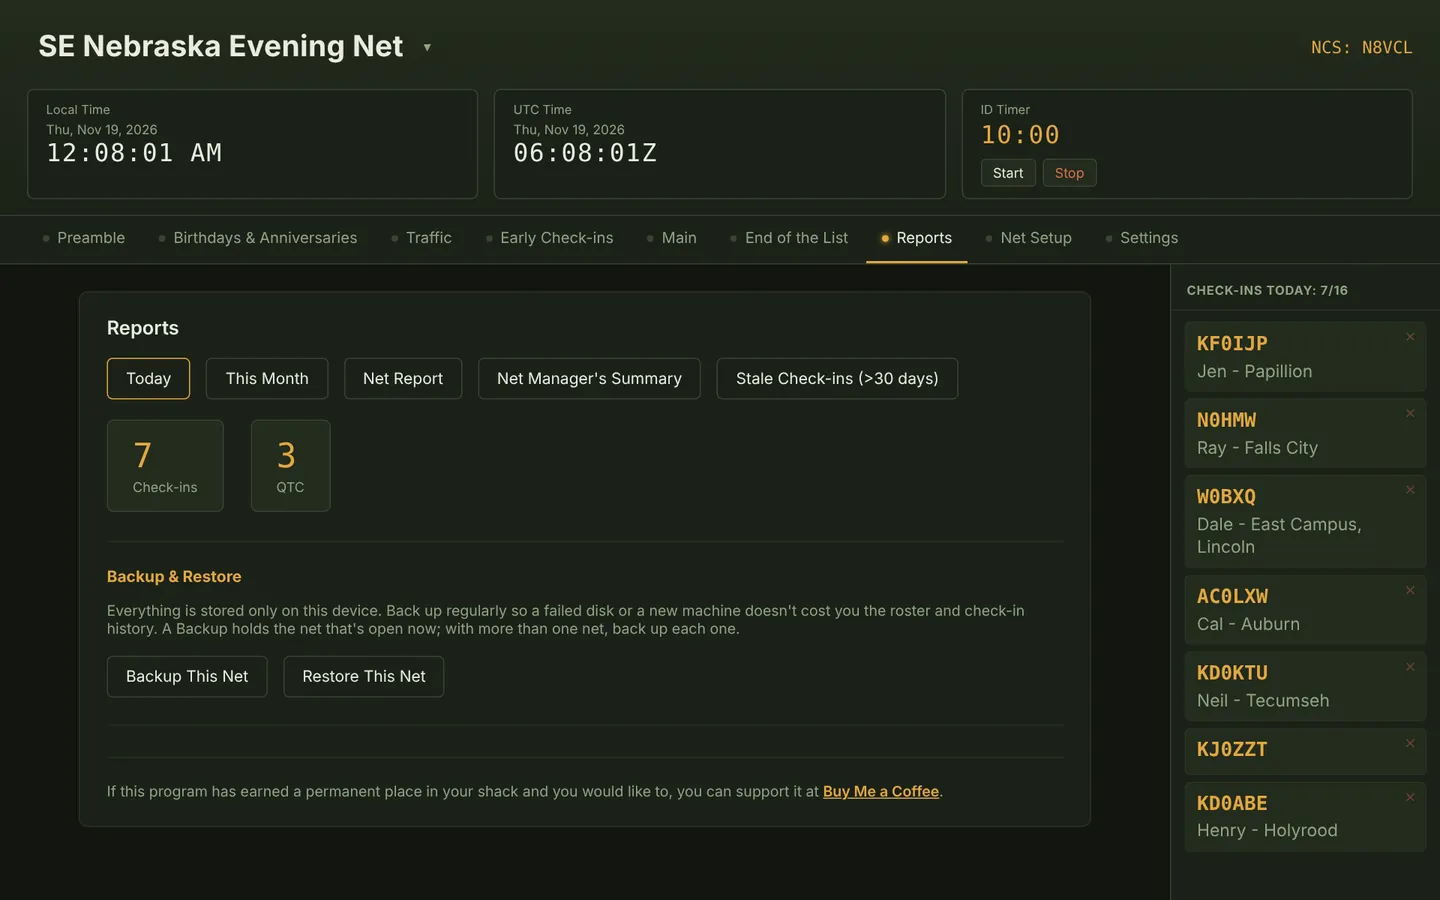 SE Nebraska Evening Net ▼
NCS: N8VCL
Local Time
Thu, Nov 19, 2026
12:08:01 AM
UTC Time
Thu, Nov 19, 2026
06:08:01Z
ID Timer
10:00
Start
Stop
Preamble
Birthdays & Anniversaries
Traffic
Early Check-ins
Main
End of the List
Reports
Net Setup
Settings
Reports
Today
This Month
Net Report
Net Manager's Summary
Stale Check-ins (>30 days)
7
Check-ins
3
QTC
Backup & Restore
Everything is stored only on this device. Back up regularly so a failed disk or a new machine doesn't cost you the roster and check-in
history. A Backup holds the net that's open now; with more than one net, back up each one.
Backup This Net
Restore This Net
If this program has earned a permanent place in your shack and you would like to, you can support it at Buy Me a Coffee.
CHECK-INS TODAY: 7/16
KF0IJP ×
Jen - Papillion
N0HMW ×
Ray - Falls City
W0BXQ ×
Dale - East Campus,
Lincoln
AC0LXW ×
Cal - Auburn
KD0KTU ×
Neil - Tecumseh
KJ0ZZT ×
KD0ABE ×
Henry - Holyrood